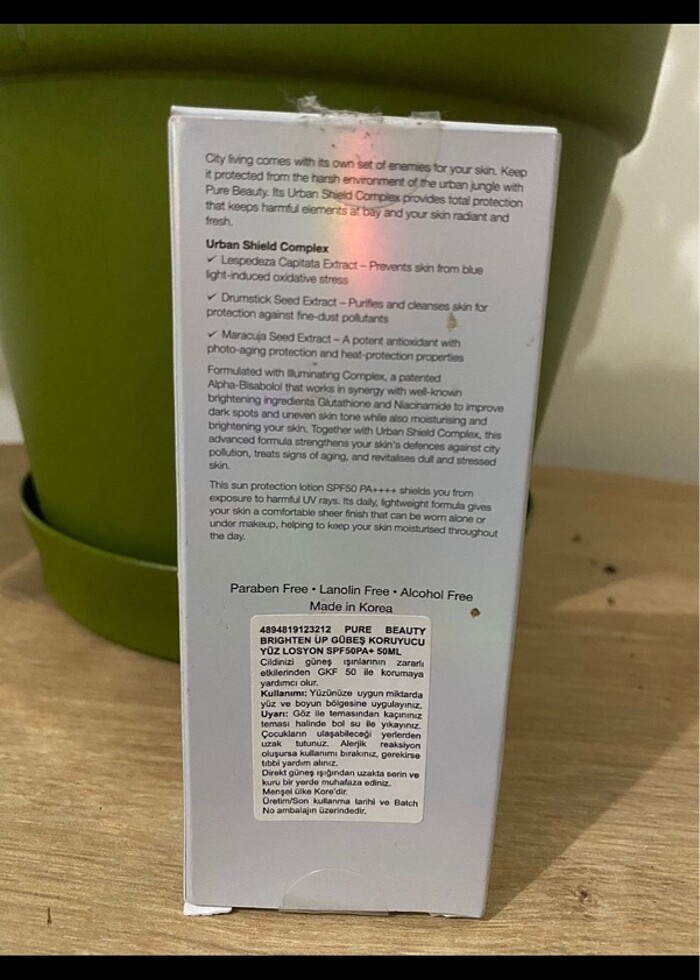 City living comes with its own set of enemies for your skin. Keep
it protected from the harsh environment of the urban jungle with
Pure Beauty. Its Urban Shield Complex provides total protection
that keeps harmful elements at bay and your skin radiant and
fresh.
Urban Shield Complex
✓ Lespedeza Capitata Extract – Prevents skin from blue
light-induced oxidative stress
✓ Drumstick Seed Extract – Purifies and cleanses skin for
protection against fine-dust pollutants
✓ Maracuja Seed Extract – A potent antioxidant with
photo-aging protection and heat-protection properties
Formulated with Illuminating Complex, a patented
Alpha-Bisabolol that works in synergy with well-known
brightening ingredients Glutathione and Niacinamide to improve
dark spots and uneven skin tone while also moisturising and
brightening your skin. Together with Urban Shield Complex, this
advanced formula strengthens your skin's defences against city
pollution, treats signs of aging, and revitalises dull and stressed
skin.
This sun protection lotion SPF50 PA++++ shields you from
exposure to harmful UV rays. Its daily, lightweight formula gives
your skin a comfortable sheer finish that can be worn alone or
under makeup, helping to keep your skin moisturised throughout
the day.
Paraben Free • Lanolin Free • Alcohol Free
Made in Korea
4894819123212 PURE BEAUTY
BRIGHTEN UP GÜBEŞ KORUYUCU
YÜZ LOSYON SPF50PA+ 50ML
Cildinizi güneş ışınlarının zararlı
etkilerinden GKF 50 ile korumaya
yardımcı olur.
Kullanımı: Yüzünüze uygun miktarda
yüz ve boyun bölgesine uygulayınız.
Uyarı: Göz ile temasından kaçınınız
teması halinde bol su ile yıkayınız.
Çocukların ulaşabileceği yerlerden
uzak tutunuz. Alerjik reaksiyon
oluşursa kullanımı bırakınız, gerekirse
tıbbi yardım alınız.
Direkt güneş ışığından uzakta serin ve
kuru bir yerde muhafaza ediniz.
Menşei ülke Kore'dir.
Üretim/Son kullanma tarihi ve Batch
No ambalajın üzerindedir.